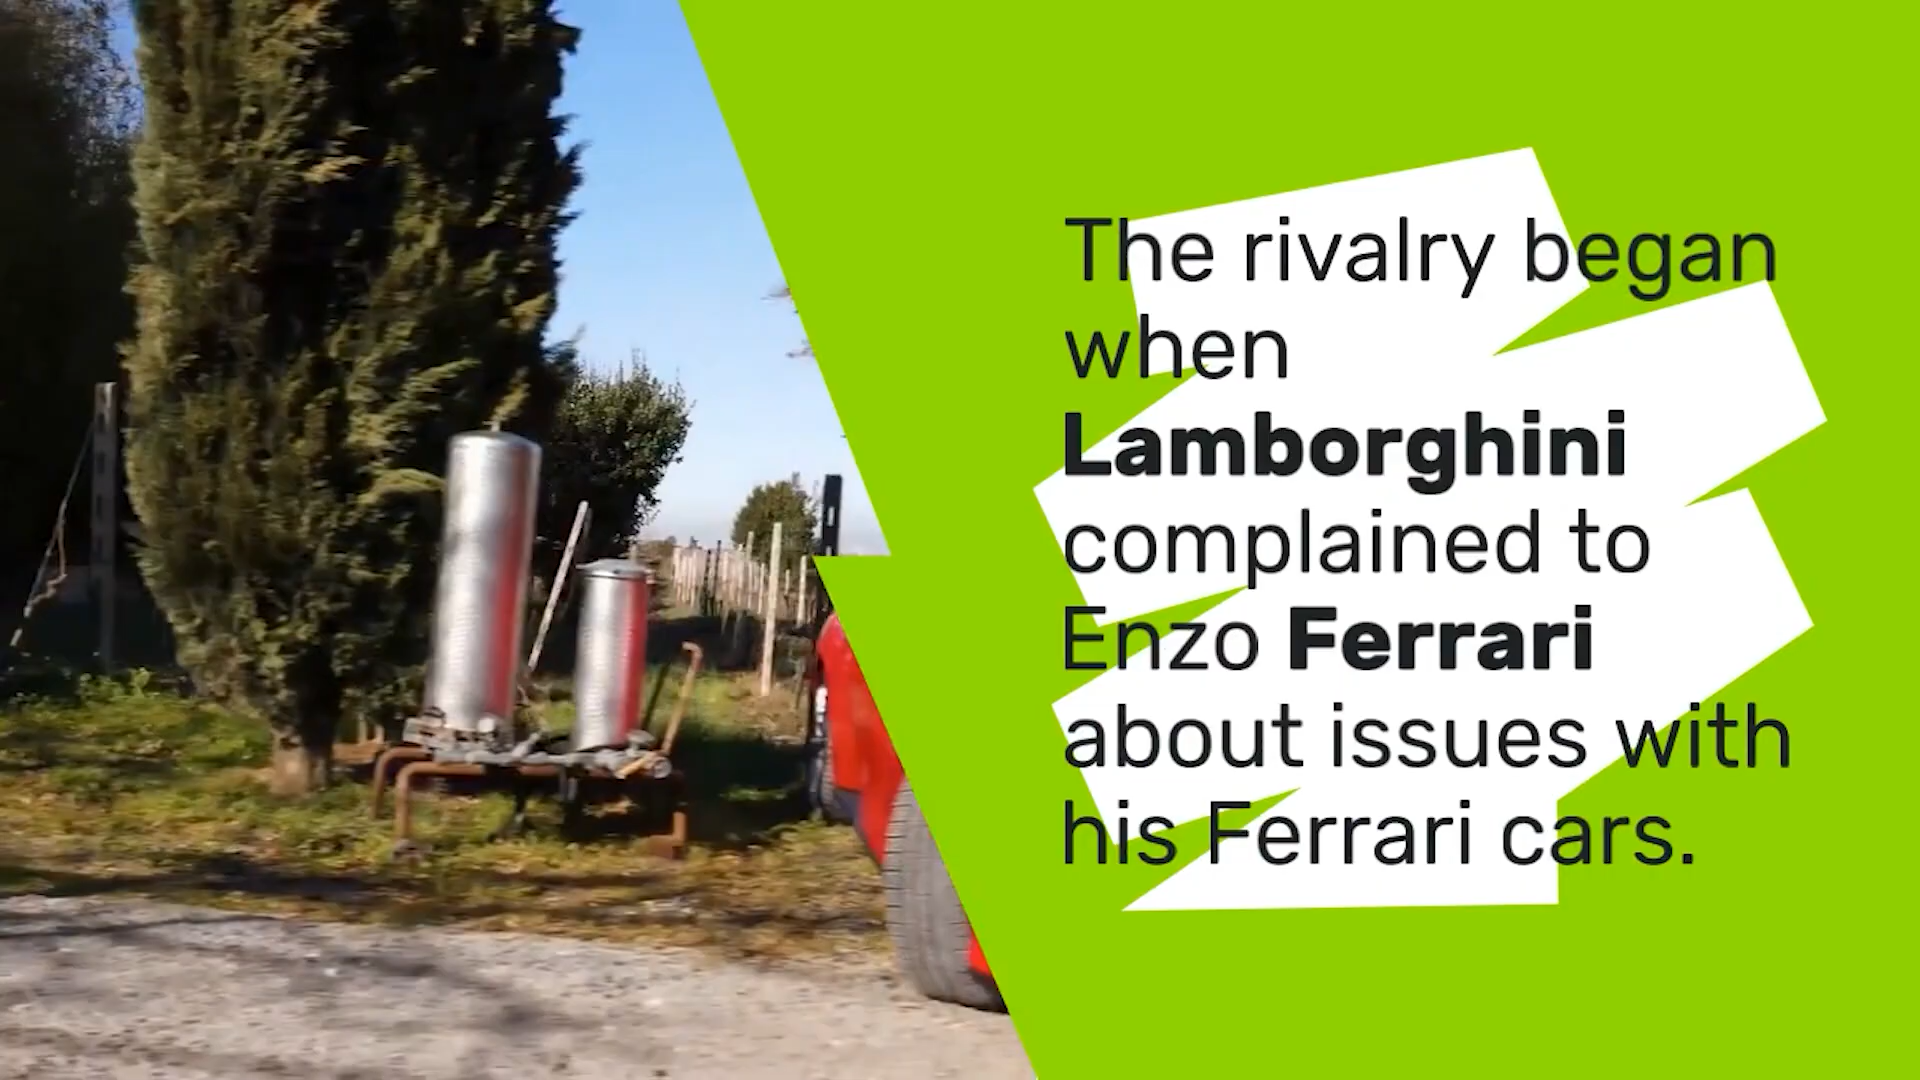 The rivalry began
when
Lamborghini
complained to
Enzo Ferrari
about issues with
his Ferrari cars.